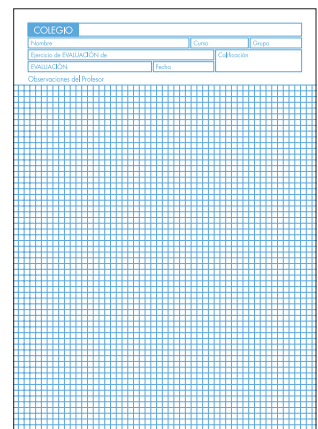 COLEGIO
Nombre Curso Grupo
Ejercicio de EVALUACIÓN de Calificación
EVALUACIÓN Fecha
Observaciones del Profesor